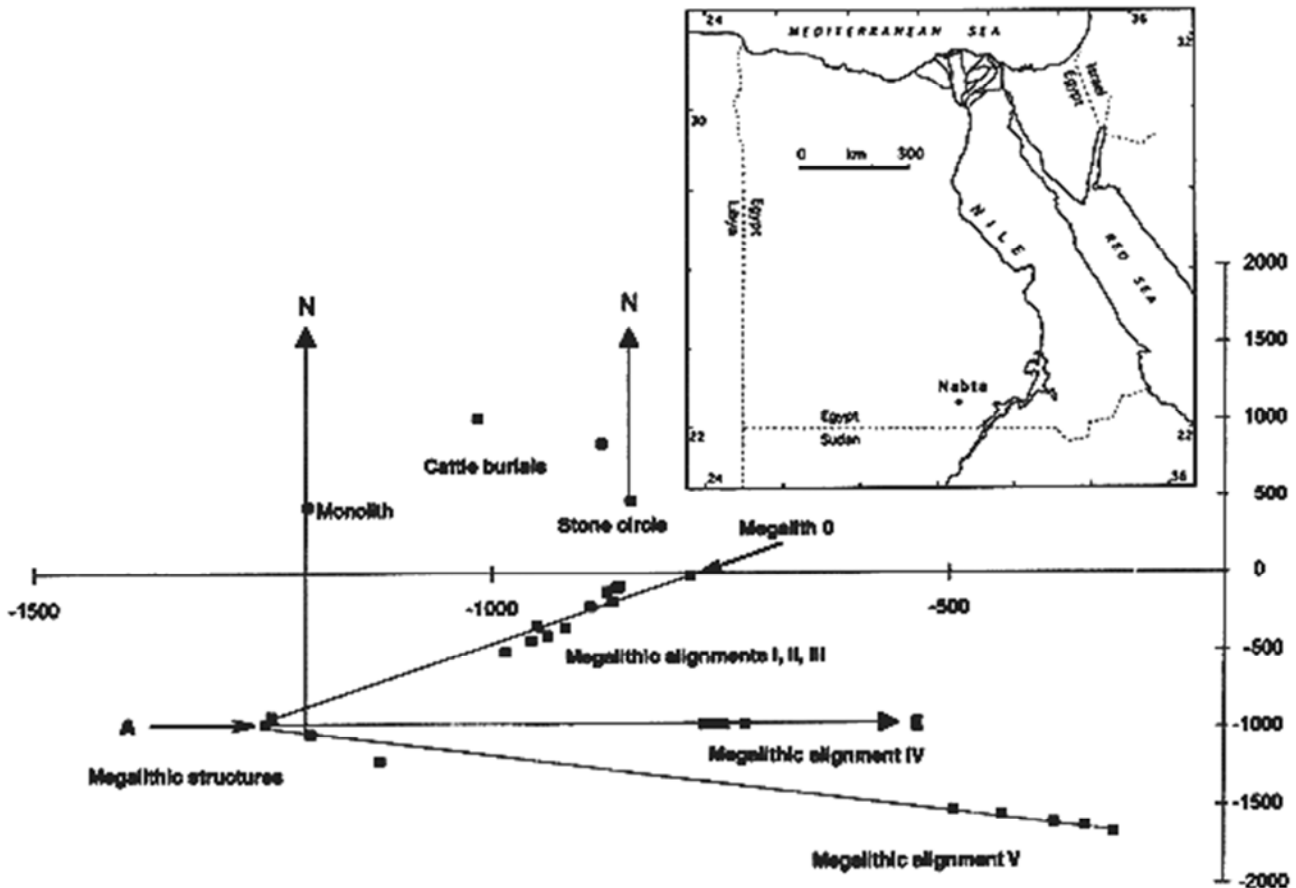 24
36
MEDITERRANEAN SEA
32
Israel
Egypt
30
0 km 300
Egypt
Libya
NILE
RED SEA
2000
N
N
1500
Nabta
1000
Egypt
Sudan
22
22
Cattle burials
24
36
500
Monolith
Stone circle
Megalith 0
0
-1500
-1000
-500
Megalithic alignments I, II, III
-500
A
E
-1000
Megalithic structures
Megalithic alignment IV
-1500
Megalithic alignment V
-2000